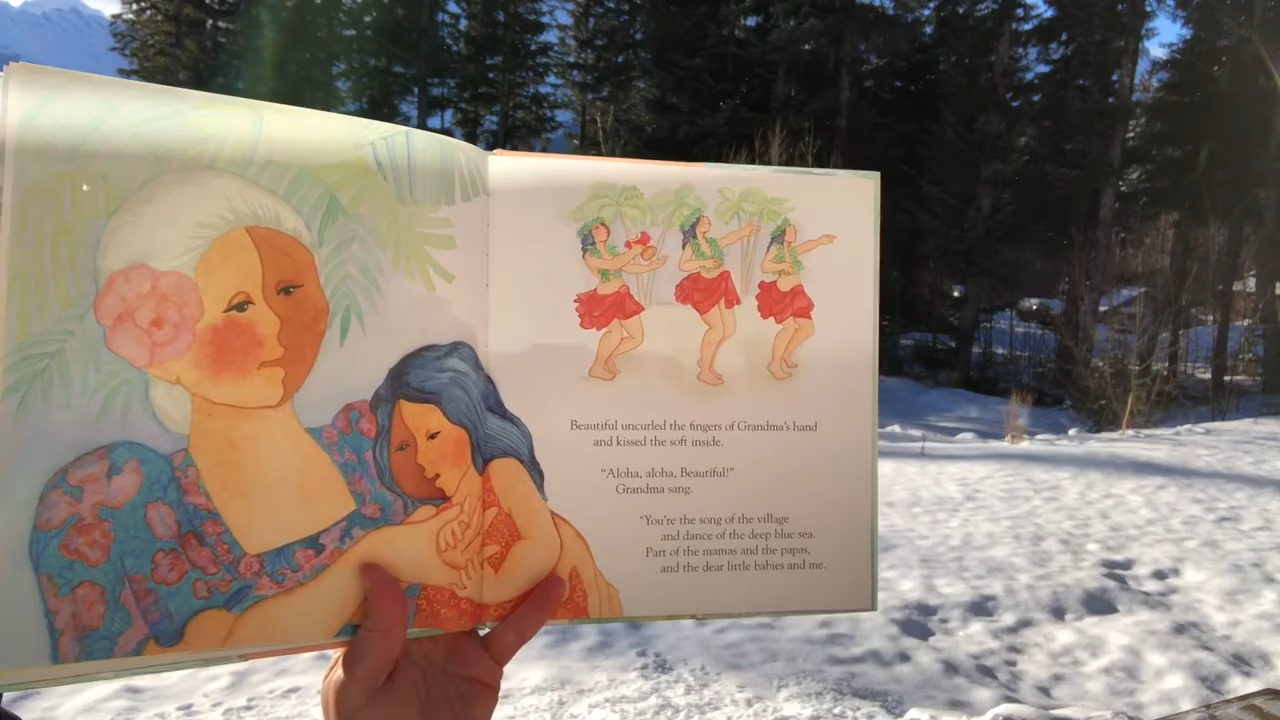 Beautiful uncurled the fingers of Grandma's hand
and kissed the soft inside.
"Aloha, aloha, Beautiful!"
Grandma sang.
"You're the song of the village
and dance of the deep blue sea.
Part of the mamas and the papas,
and the dear little babies and me.